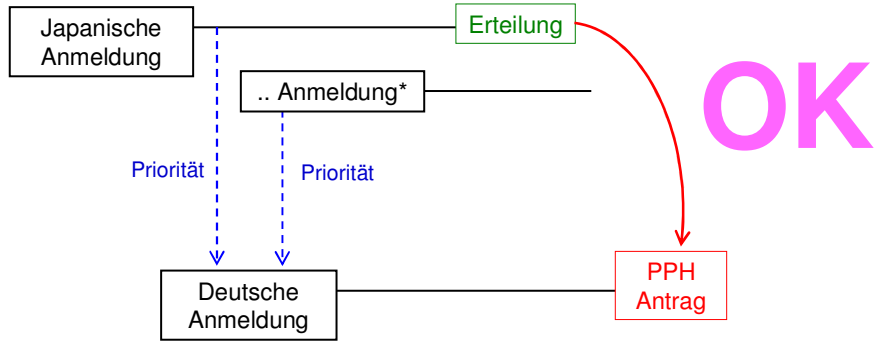 Japanische
Anmeldung
Erteilung
OK
.. Anmeldung*
Priorität
Priorität
Deutsche
Anmeldung
PPH
Antrag